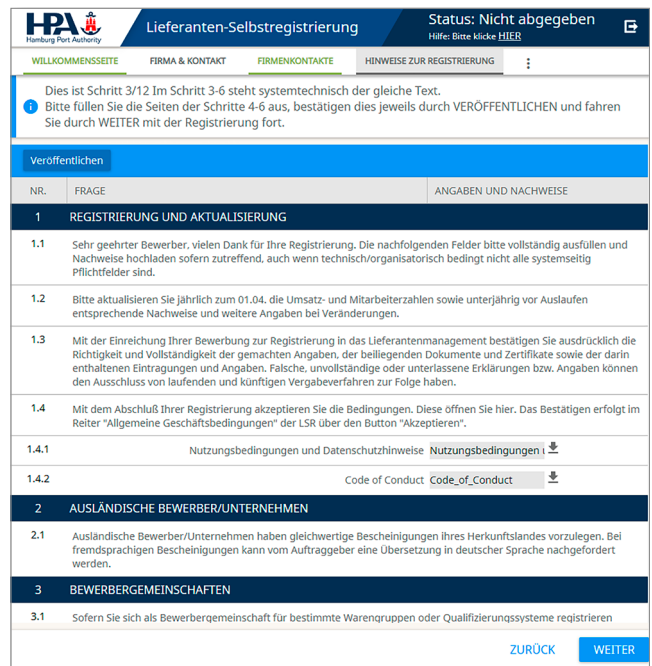 HPA
Hamburg Port Authority
Lieferanten-Selbstregistrierung
Status: Nicht abgegeben
Hilfe: Bitte klicke HIER
WILLKOMMENSSEITE
FIRMA & KONTAKT
FIRMENKONTAKTE
HINWEISE ZUR REGISTRIERUNG
Dies ist Schritt 3/12 Im Schritt 3-6 steht systemtechnisch der gleiche Text.
Bitte füllen Sie die Seiten der Schritte 4-6 aus, bestätigen dies jeweils durch VERÖFFENTLICHEN und fahren
Sie durch WEITER mit der Registrierung fort.
Veröffentlichen
NR. FRAGE ANGABEN UND NACHWEISE
1 REGISTRIERUNG UND AKTUALISIERUNG
1.1 Sehr geehrter Bewerber, vielen Dank für Ihre Registrierung. Die nachfolgenden Felder bitte vollständig ausfüllen und
Nachweise hochladen sofern zutreffend, auch wenn technisch/organisatorisch bedingt nicht alle systemseitig
Pflichtfelder sind.
1.2 Bitte aktualisieren Sie jährlich zum 01.04. die Umsatz- und Mitarbeiterzahlen sowie unterjährig vor Auslaufen
entsprechende Nachweise und weitere Angaben bei Veränderungen.
1.3 Mit der Einreichung Ihrer Bewerbung zur Registrierung in das Lieferantenmanagement bestätigen Sie ausdrücklich die
Richtigkeit und Vollständigkeit der gemachten Angaben, der beiliegenden Dokumente und Zertifikate sowie der darin
enthaltenen Eintragungen und Angaben. Falsche, unvollständige oder unterlassene Erklärungen bzw. Angaben können
den Ausschluss von laufenden und künftigen Vergabeverfahren zur Folge haben.
1.4 Mit dem Abschluß Ihrer Registrierung akzeptieren Sie die Bedingungen. Diese öffnen Sie hier. Das Bestätigen erfolgt im
Reiter "Allgemeine Geschäftsbedingungen" der LSR über den Button "Akzeptieren".
1.4.1 Nutzungsbedingungen und Datenschutzhinweise Nutzungsbedingungen
1.4.2 Code of Conduct Code_of_Conduct
2 AUSLÄNDISCHE BEWERBER/UNTERNEHMEN
2.1 Ausländische Bewerber/Unternehmen haben gleichwertige Bescheinigungen ihres Herkunftslandes vorzulegen. Bei
fremdsprachigen Bescheinigungen kann vom Auftraggeber eine Übersetzung in deutscher Sprache nachgefordert
werden.
3 BEWERBERGEMEINSCHAFTEN
3.1 Sofern Sie sich als Bewerbergemeinschaft für bestimmte Warengruppen oder Qualifizierungssysteme registrieren
ZURÜCK
WEITER